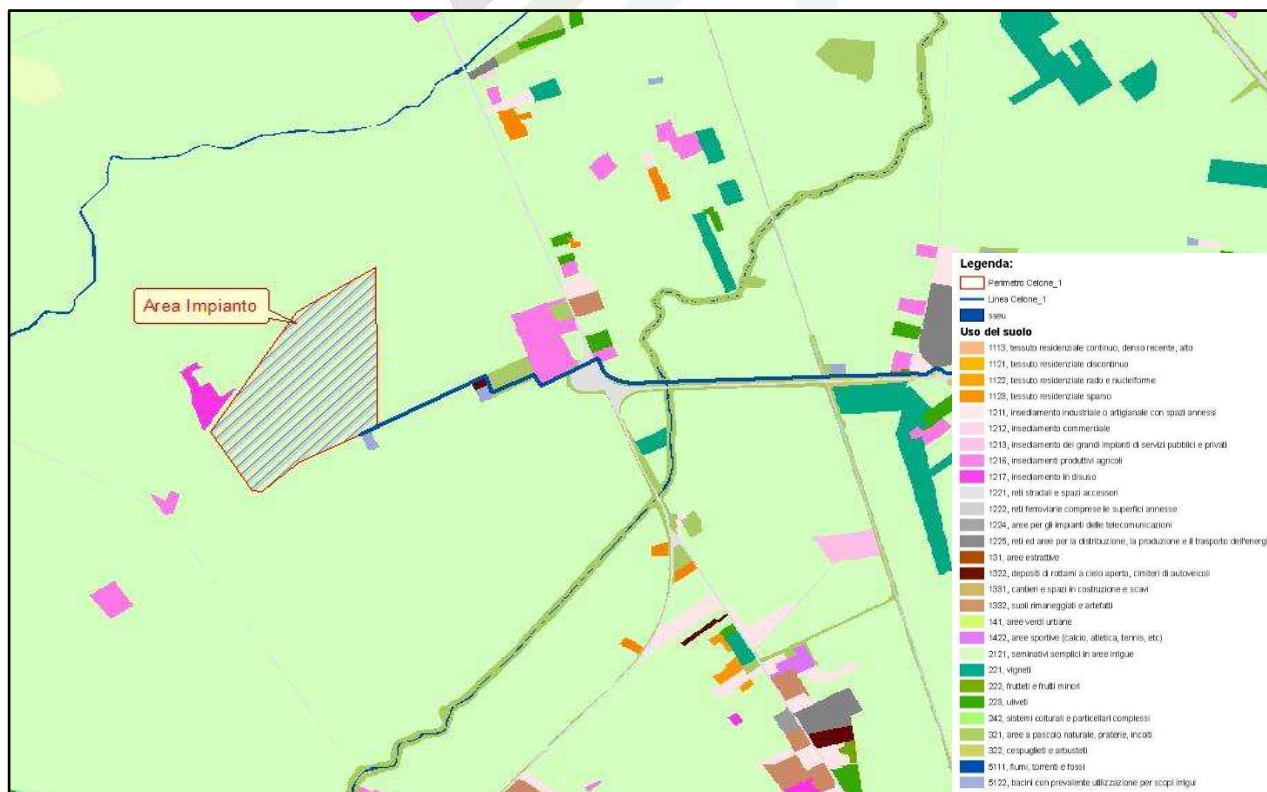 Area Impianto
Legenda:
Perimetro Celone_1
Linea Celone_1
sseu
Uso del suolo
1113, tessuto residenziale continuo, denso recente, alto
1121, tessuto residenziale discontinuo
1122, tessuto residenziale rado e nucleiforme
1123, tessuto residenziale sparso
1211, insediamento industriale o artigianale con spazi annessi
1212, insediamento commerciale
1213, insediamento dei grandi impianti di servizi pubblici e privati
1216, insediamenti produttivi agricoli
1217, insediamento in disuso
1221, reti stradali e spazi accessori
1222, reti ferroviarie comprese le superfici annesse
1224, aree per gli impianti delle telecomunicazioni
1225, reti ed aree per la distribuzione, la produzione e il trasporto dell'energi
131, aree estrattive
1322, depositi di rottami a cielo aperto, cimiteri di autoveicoli
1331, cantieri e spazi in costruzione e scavi
1332, suoli rimaneggiati e artefatti
141, aree verdi urbane
1422, aree sportive (calcio, atletica, tennis, etc)
2121, seminativi semplici in aree irrigue
221, vigneti
222, frutteti e frutti minori
223, uliveti
242, sistemi colturali e particellari complessi
321, aree a pascolo naturale, praterie, incolti
322, cespuglieti e arbusteti
5111, fiumi, torrenti e fossi
5122, bacini con prevalente utilizzazione per scopi irrigui